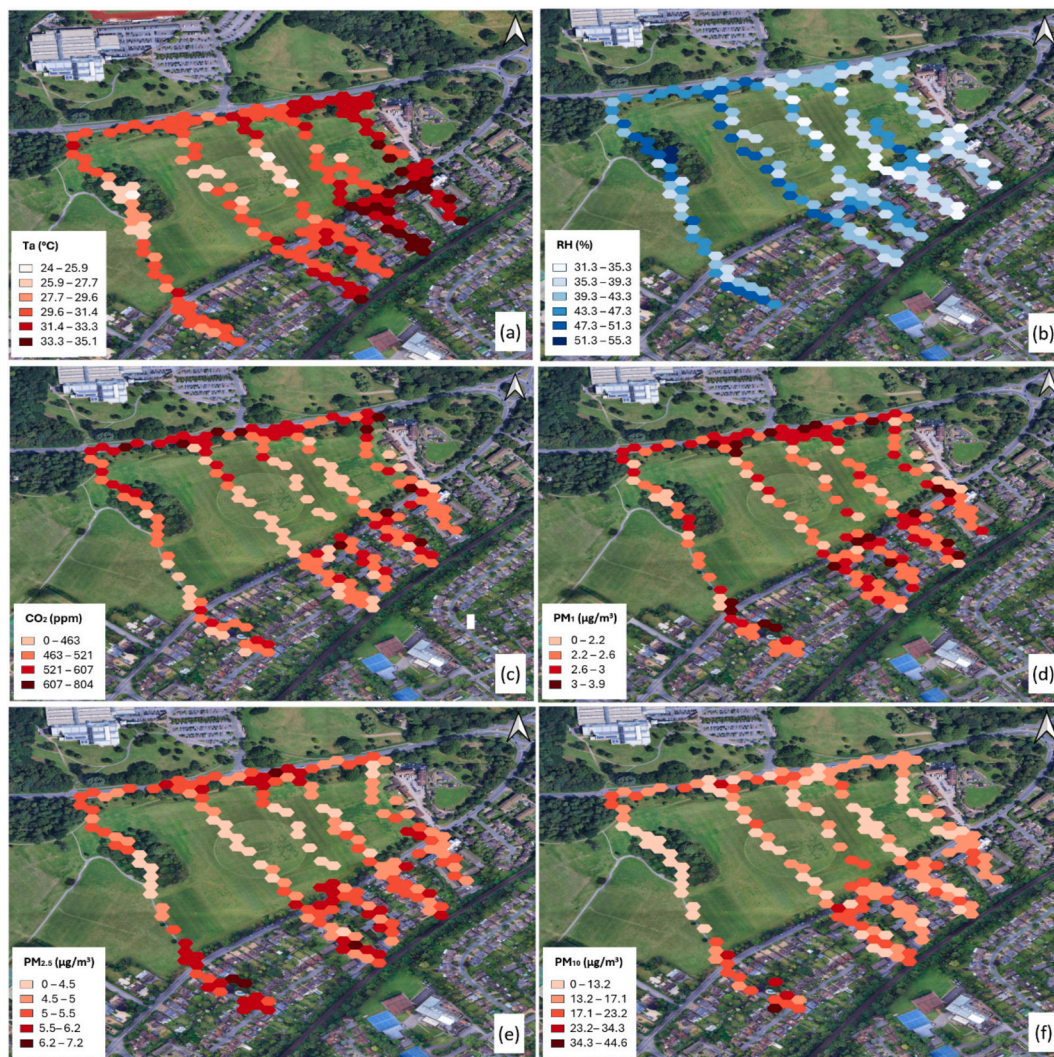 Ta (°C)
24 – 25.9
25.9 – 27.7
27.7 – 29.6
29.6 – 31.4
31.4 – 33.3
33.3 – 35.1
(a)
RH (%)
31.3 – 35.3
35.3 – 39.3
39.3 – 43.3
43.3 – 47.3
47.3 – 51.3
51.3 – 55.3
(b)
CO₂ (ppm)
0 – 463
463 – 521
521 – 607
607 – 804
(c)
PM₁ (µg/m³)
0 – 2.2
2.2 – 2.6
2.6 – 3
3 – 3.9
(d)
PM₂.₅ (µg/m³)
0 – 4.5
4.5 – 5
5 – 5.5
5.5 – 6.2
6.2 – 7.2
(e)
PM₁₀ (µg/m³)
0 – 13.2
13.2 – 17.1
17.1 – 23.2
23.2 – 34.3
34.3 – 44.6
(f)